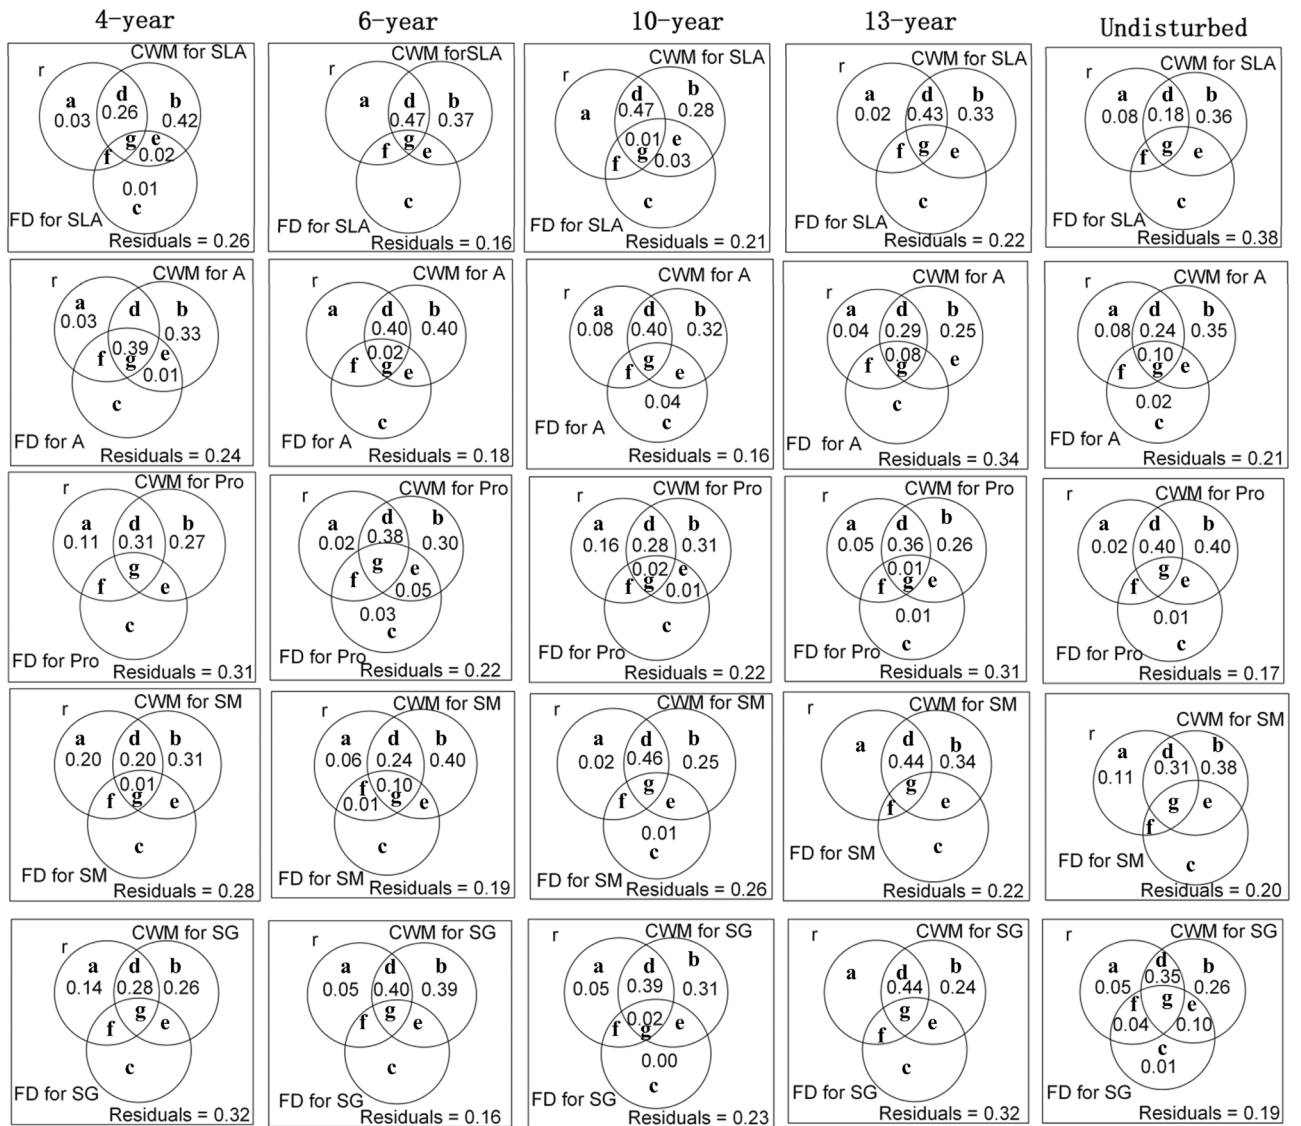 4-year 6-year 10-year 13-year Undisturbed
r CWM for SLA
a d b
0.03 0.26 0.42
g e
f 0.02
0.01
c
FD for SLA
Residuals = 0.26
r CWM forSLA
a d b
0.47 0.37
f g e
c
FD for SLA
Residuals = 0.16
r CWM for SLA
a d b
0.47 0.28
0.01 e
f g 0.03
c
FD for SLA
Residuals = 0.21
r CWM for SLA
a d b
0.02 0.43 0.33
f g e
c
FD for SLA
Residuals = 0.22
r CWM for SLA
a d b
0.08 0.18 0.36
f g e
c
FD for SLA
Residuals = 0.38
r CWM for A
a d b
0.03 0.33
0.39 e
f g 0.01
c
FD for A
Residuals = 0.24
r CWM for A
a d b
0.40 0.40
0.02
f g e
c
FD for A
Residuals = 0.18
r CWM for A
a d b
0.08 0.40 0.32
f g e
0.04
c
FD for A
Residuals = 0.16
r CWM for A
a d b
0.04 0.29 0.25
0.08 e
f g
c
FD for A
Residuals = 0.34
r CWM for A
a d b
0.08 0.24 0.35
0.10
f g e
0.02
c
FD for A
Residuals = 0.21
r CWM for Pro
a d b
0.11 0.31 0.27
g
f e
c
FD for Pro
Residuals = 0.31
r CWM for Pro
a d b
0.02 0.38 0.30
g e
f 0.05
0.03
c
FD for Pro
Residuals = 0.22
r CWM for Pro
a d b
0.16 0.28 0.31
0.02 e
f g 0.01
c
FD for Pro
Residuals = 0.22
r CWM for Pro
a d b
0.05 0.36 0.26
0.01
f g e
0.01
c
FD for Pro
Residuals = 0.31
r CWM for Pro
a d b
0.02 0.40 0.40
g
f e
0.01
c
FD for Pro
Residuals = 0.17
r CWM for SM
a d b
0.20 0.20 0.31
0.01
f g e
c
FD for SM
Residuals = 0.28
r CWM for SM
a d b
0.06 0.24 0.40
f 0.10
0.01 g e
c
FD for SM
Residuals = 0.19
r CWM for SM
a d b
0.02 0.46 0.25
g
f e
0.01
c
FD for SM
Residuals = 0.26
r CWM for SM
a d b
0.44 0.34
g
f e
c
FD for SM
Residuals = 0.22
r CWM for SM
a d b
0.11 0.31 0.38
g e
f
c
FD for SM
Residuals = 0.20
r CWM for SG
a d b
0.14 0.28 0.26
g
f e
c
FD for SG
Residuals = 0.32
r CWM for SG
a d b
0.05 0.40 0.39
g
f e
c
FD for SG
Residuals = 0.16
r CWM for SG
a d b
0.05 0.39 0.31
0.02
f g e
0.00
c
FD for SG
Residuals = 0.23
r CWM for SG
a d b
0.44 0.24
g
f e
c
FD for SG
Residuals = 0.32
r CWM for SG
a d b
0.05 0.35 0.26
f g e
0.04 0.10
c
0.01
FD for SG
Residuals = 0.19